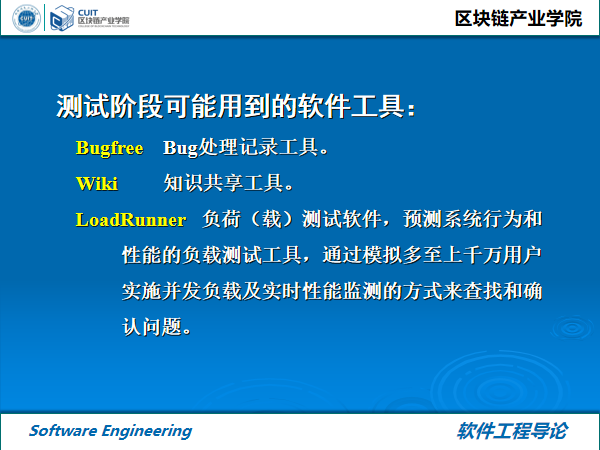 CUIT
CUIT
区块链产业学院
区块链产业学院
测试阶段可能用到的软件工具：
Bugfree Bug处理记录工具。
Wiki 知识共享工具。
LoadRunner 负荷（载）测试软件，预测系统行为和
性能的负载测试工具，通过模拟多至上千万用户
实施并发负载及实时性能监测的方式来查找和确
认问题。
Software Engineering
软件工程导论